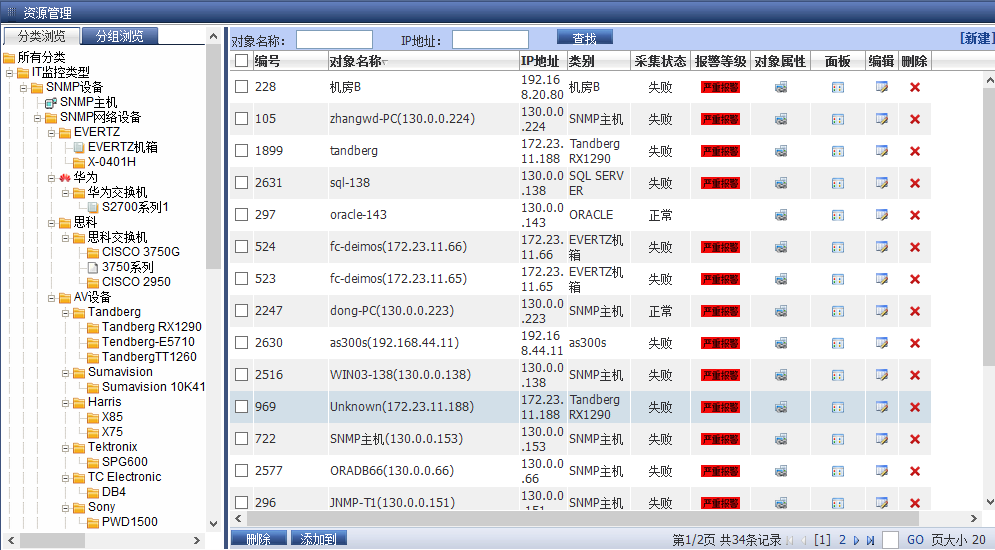 资源管理
分类浏览 分组浏览
所有分类
IT监控类型
SNMP设备
SNMP主机
SNMP网络设备
EVERTZ
EVERTZ机箱
X-0401H
华为
华为交换机
S2700系列1
思科
思科交换机
CISCO 3750G
3750系列
CISCO 2950
AV设备
Tandberg
Tandberg RX1290
Tendberg-E5710
TandbergTT1260
Sumavision
Sumavision 10K41
Harris
X85
X75
Tektronix
SPG600
TC Electronic
DB4
Sony
PWD1500
对象名称: IP地址: 查找 [新建]
编号 对象名称 IP地址 类别 采集状态 报警等级 对象属性 面板 编辑 删除
228 机房B 192.16 机房B 失败 严重报警
8.20.80
105 zhangwd-PC(130.0.0.224) 130.0.0 SNMP主机 失败 严重报警
.224
1899 tandberg 172.23. Tandberg 失败 严重报警
11.188 RX1290
2631 sql-138 130.0.0 SQL SERV 失败 严重报警
.138 ER
297 oracle-143 130.0.0 ORACLE 正常
.143
524 fc-deimos(172.23.11.66) 172.23. EVERTZ机 失败 严重报警
11.66 箱
523 fc-deimos(172.23.11.65) 172.23. EVERTZ机 失败 严重报警
11.65 箱
2247 dong-PC(130.0.0.223) 130.0.0 SNMP主机 正常 严重报警
.223
2630 as300s(192.168.44.11) 192.16 as300s 失败 严重报警
8.44.11
2516 WIN03-138(130.0.0.138) 130.0.0 SNMP主机 失败 严重报警
.138
969 Unknown(172.23.11.188) 172.23. Tandberg 失败 严重报警
11.188 RX1290
722 SNMP主机(130.0.0.153) 130.0.0 SNMP主机 失败 严重报警
.153
2577 ORADB66(130.0.0.66) 130.0.0 SNMP主机 失败 严重报警
.66
296 JNMP-T1(130.0.0.151) 130.0.0 SNMP主机 失败 严重报警
.151
删除 添加到 第1/2页 共34条记录 [1] 2 GO 页大小 20